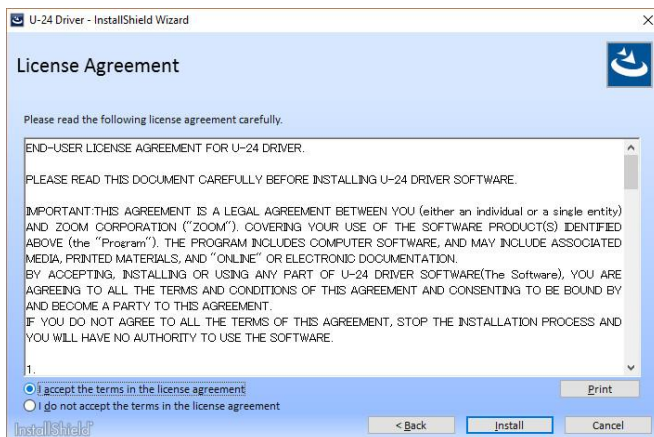 U-24 Driver - InstallShield Wizard
License Agreement
Please read the following license agreement carefully.
END-USER LICENSE AGREEMENT FOR U-24 DRIVER.
PLEASE READ THIS DOCUMENT CAREFULLY BEFORE INSTALLING U-24 DRIVER SOFTWARE.
IMPORTANT:THIS AGREEMENT IS A LEGAL AGREEMENT BETWEEN YOU (either an individual or a single entity)
AND ZOOM CORPORATION ("ZOOM"). COVERING YOUR USE OF THE SOFTWARE PRODUCT(S) IDENTIFIED
ABOVE (the "Program"). THE PROGRAM INCLUDES COMPUTER SOFTWARE, AND MAY INCLUDE ASSOCIATED
MEDIA, PRINTED MATERIALS, AND "ONLINE" OR ELECTRONIC DOCUMENTATION.
BY ACCEPTING, INSTALLING OR USING ANY PART OF U-24 DRIVER SOFTWARE(The Software), YOU ARE
AGREEING TO ALL THE TERMS AND CONDITIONS OF THIS AGREEMENT AND CONSENTING TO BE BOUND BY
AND BECOME A PARTY TO THIS AGREEMENT.
IF YOU DO NOT AGREE TO ALL THE TERMS OF THIS AGREEMENT, STOP THE INSTALLATION PROCESS AND
YOU WILL HAVE NO AUTHORITY TO USE THE SOFTWARE.
1.
I accept the terms in the license agreement
Print
I do not accept the terms in the license agreement
InstallShield
< Back
Install
Cancel